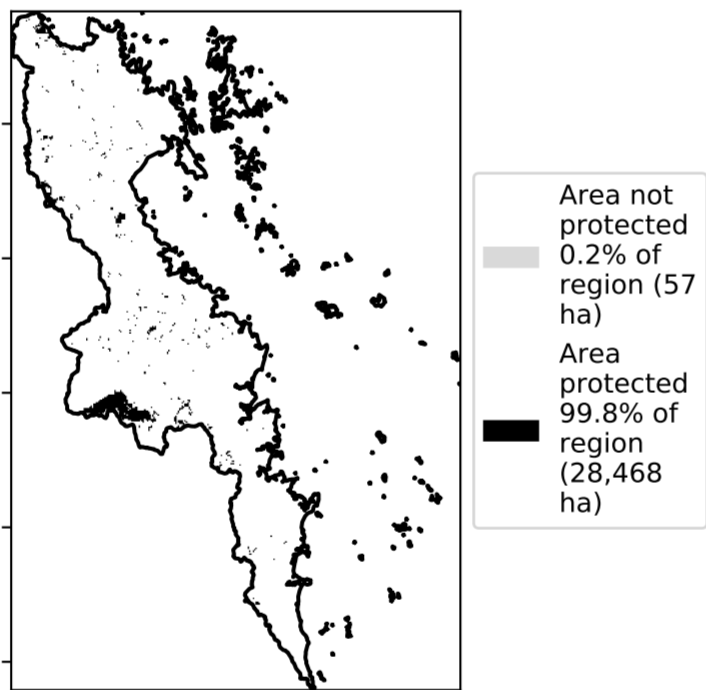 Area not
protected
0.2% of
region (57
ha)
Area
protected
99.8% of
region
(28,468
ha)